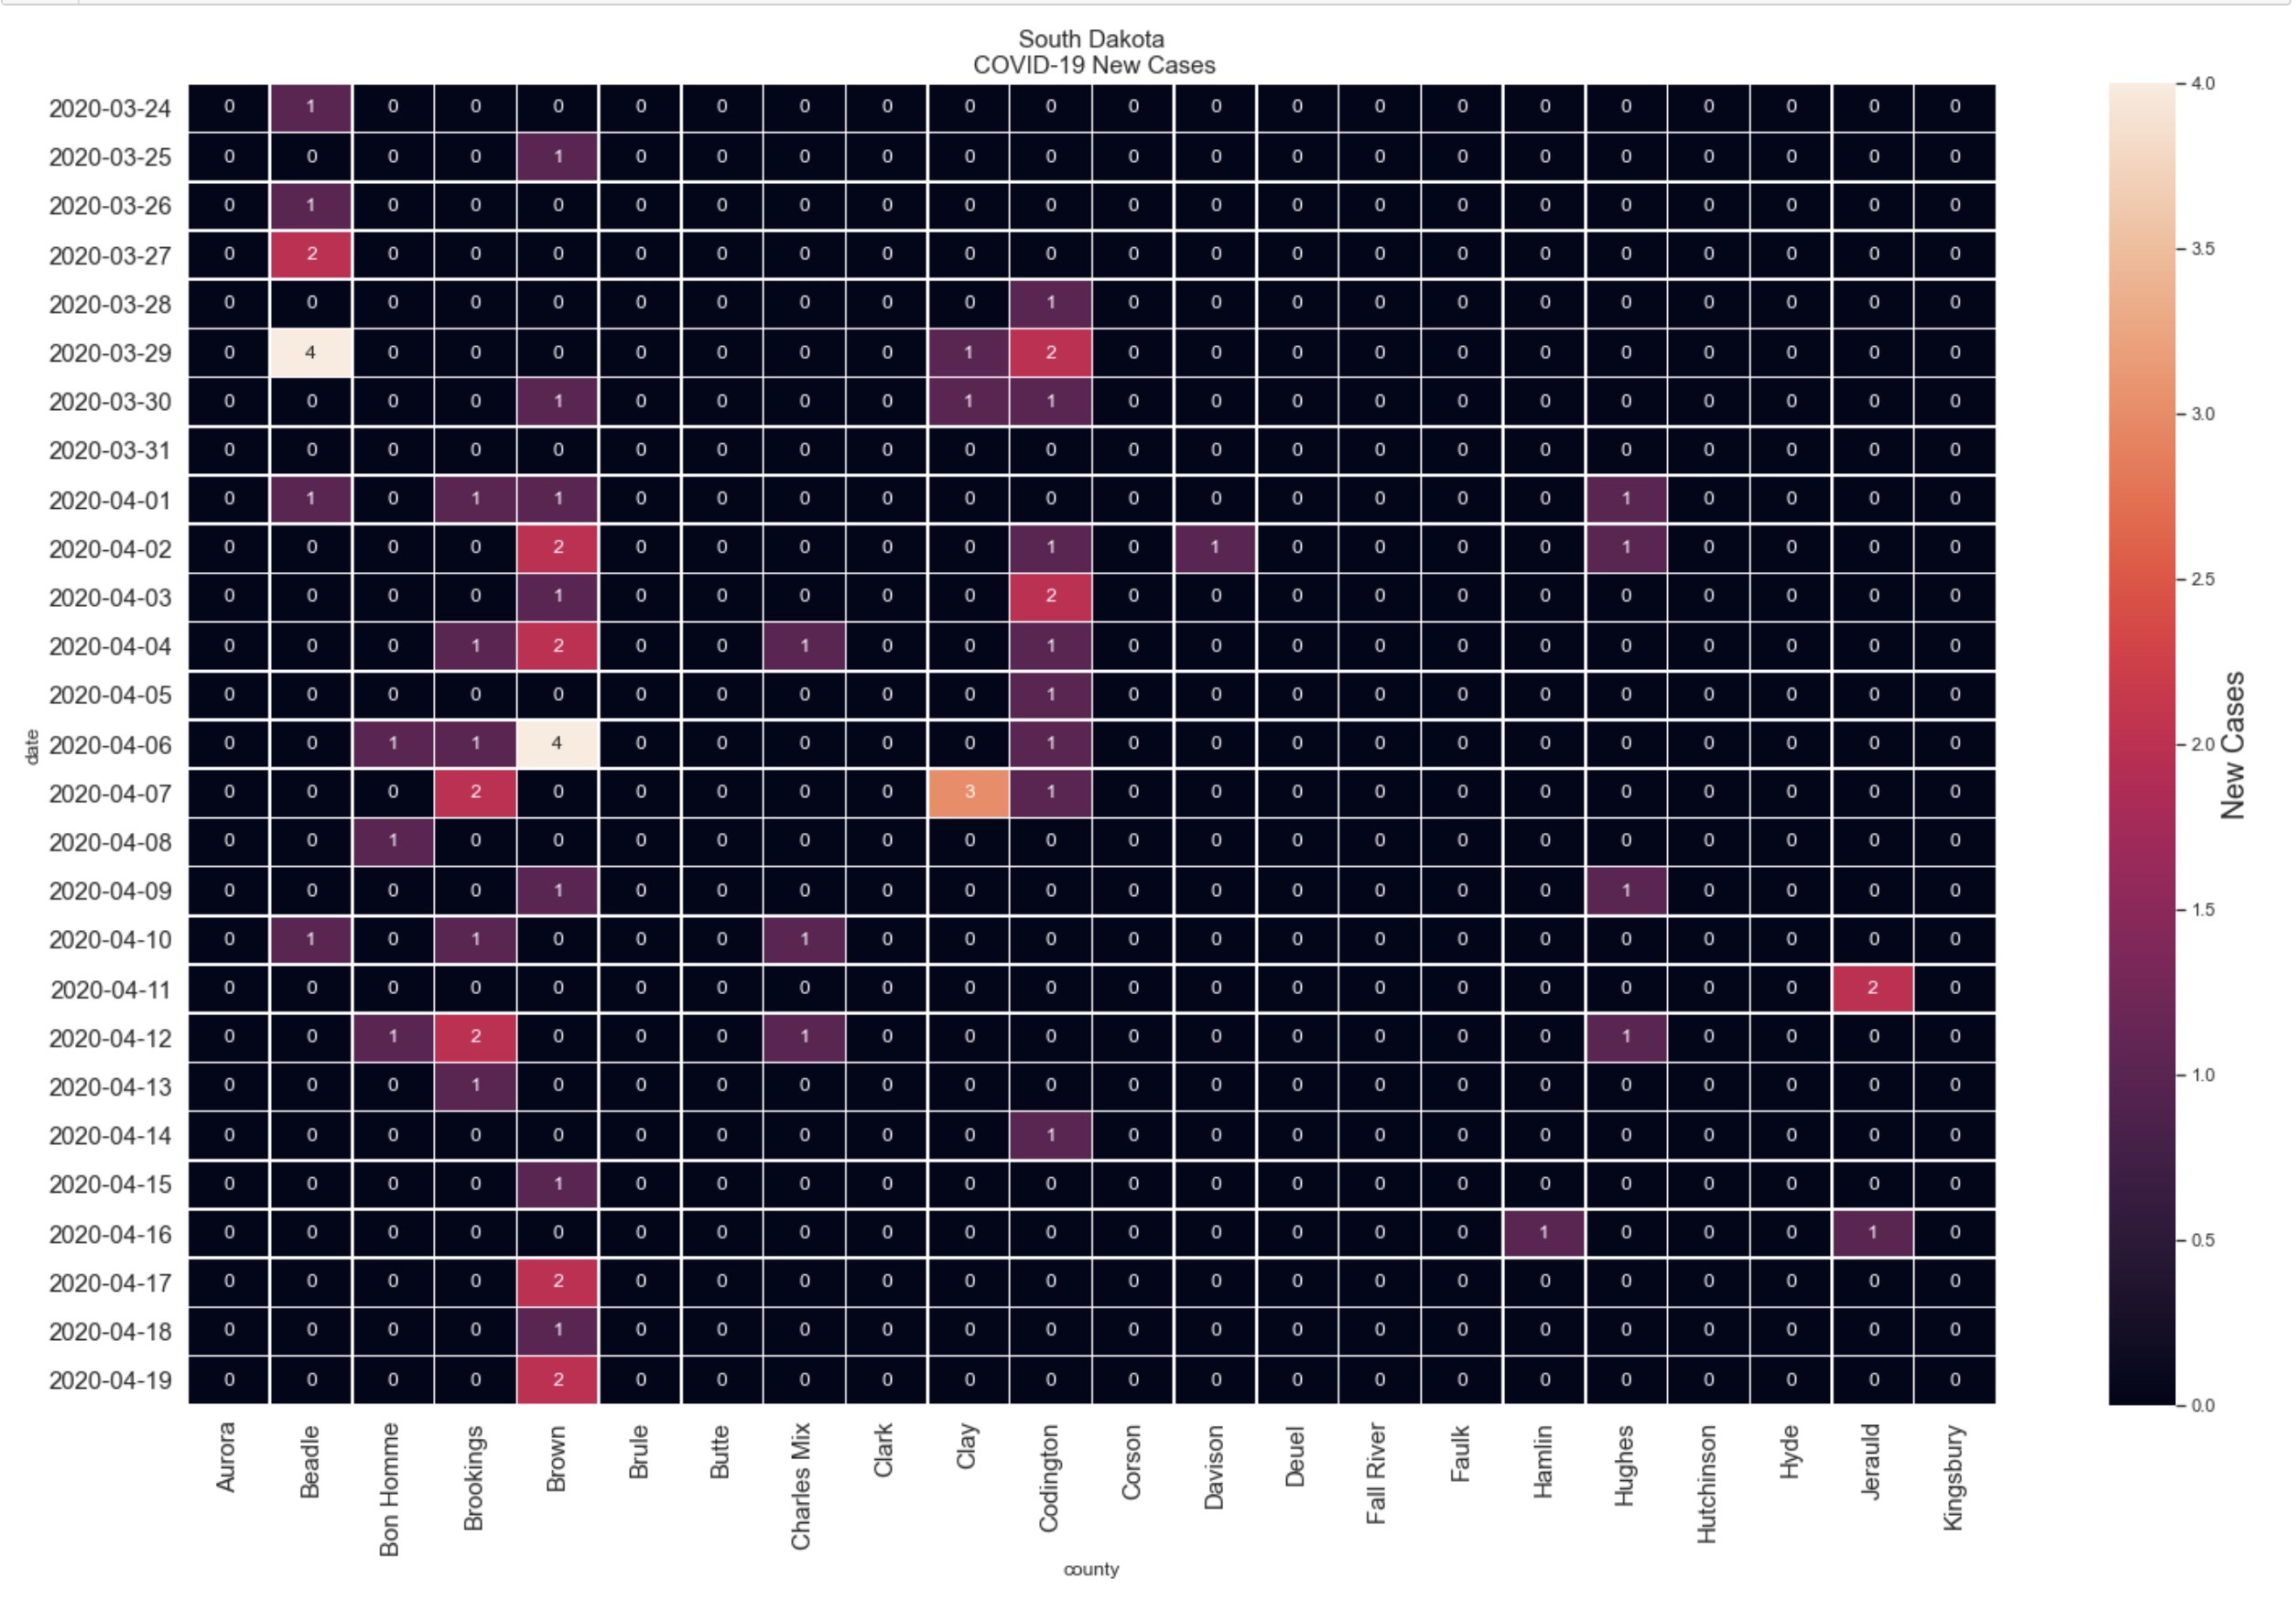 South Dakota
COVID-19 New Cases
2020-03-24 0 1 0 0 0 0 0 0 0 0 0 0 0 0 0 0 0 0 0 0 0 0
2020-03-25 0 0 0 0 1 0 0 0 0 0 0 0 0 0 0 0 0 0 0 0 0 0
2020-03-26 0 1 0 0 0 0 0 0 0 0 0 0 0 0 0 0 0 0 0 0 0 0
2020-03-27 0 2 0 0 0 0 0 0 0 0 0 0 0 0 0 0 0 0 0 0 0 0
2020-03-28 0 0 0 0 0 0 0 0 0 0 1 0 0 0 0 0 0 0 0 0 0 0
2020-03-29 0 4 0 0 0 0 0 0 0 1 2 0 0 0 0 0 0 0 0 0 0 0
2020-03-30 0 0 0 0 1 0 0 0 0 1 1 0 0 0 0 0 0 0 0 0 0 0
2020-03-31 0 0 0 0 0 0 0 0 0 0 0 0 0 0 0 0 0 0 0 0 0 0
2020-04-01 0 1 0 1 1 0 0 0 0 0 0 0 0 0 0 0 0 1 0 0 0 0
2020-04-02 0 0 0 0 2 0 0 0 0 0 1 0 1 0 0 0 0 1 0 0 0 0
2020-04-03 0 0 0 0 1 0 0 0 0 0 2 0 0 0 0 0 0 0 0 0 0 0
2020-04-04 0 0 0 1 2 0 0 1 0 0 1 0 0 0 0 0 0 0 0 0 0 0
2020-04-05 0 0 0 0 0 0 0 0 0 0 1 0 0 0 0 0 0 0 0 0 0 0
2020-04-06 0 0 1 1 4 0 0 0 0 0 1 0 0 0 0 0 0 0 0 0 0 0
2020-04-07 0 0 0 2 0 0 0 0 0 3 1 0 0 0 0 0 0 0 0 0 0 0
2020-04-08 0 0 1 0 0 0 0 0 0 0 0 0 0 0 0 0 0 0 0 0 0 0
2020-04-09 0 0 0 0 1 0 0 0 0 0 0 0 0 0 0 0 0 1 0 0 0 0
2020-04-10 0 1 0 1 0 0 0 1 0 0 0 0 0 0 0 0 0 0 0 0 0 0
2020-04-11 0 0 0 0 0 0 0 0 0 0 0 0 0 0 0 0 0 0 0 0 2 0
2020-04-12 0 0 1 2 0 0 0 1 0 0 0 0 0 0 0 0 0 1 0 0 0 0
2020-04-13 0 0 0 1 0 0 0 0 0 0 0 0 0 0 0 0 0 0 0 0 0 0
2020-04-14 0 0 0 0 0 0 0 0 0 0 1 0 0 0 0 0 0 0 0 0 0 0
2020-04-15 0 0 0 0 1 0 0 0 0 0 0 0 0 0 0 0 0 0 0 0 0 0
2020-04-16 0 0 0 0 0 0 0 0 0 0 0 0 0 0 0 0 1 0 0 0 1 0
2020-04-17 0 0 0 0 2 0 0 0 0 0 0 0 0 0 0 0 0 0 0 0 0 0
2020-04-18 0 0 0 0 1 0 0 0 0 0 0 0 0 0 0 0 0 0 0 0 0 0
2020-04-19 0 0 0 0 2 0 0 0 0 0 0 0 0 0 0 0 0 0 0 0 0 0
date
Aurora
Beadle
Bon Homme
Brookings
Brown
Brule
Butte
Charles Mix
Clark
Clay
Codington
Corson
Davison
Deuel
Fall River
Faulk
Hamlin
Hughes
Hutchinson
Hyde
Jerauld
Kingsbury
county
4.0
3.5
3.0
2.5
2.0
1.5
1.0
0.5
0.0
New Cases